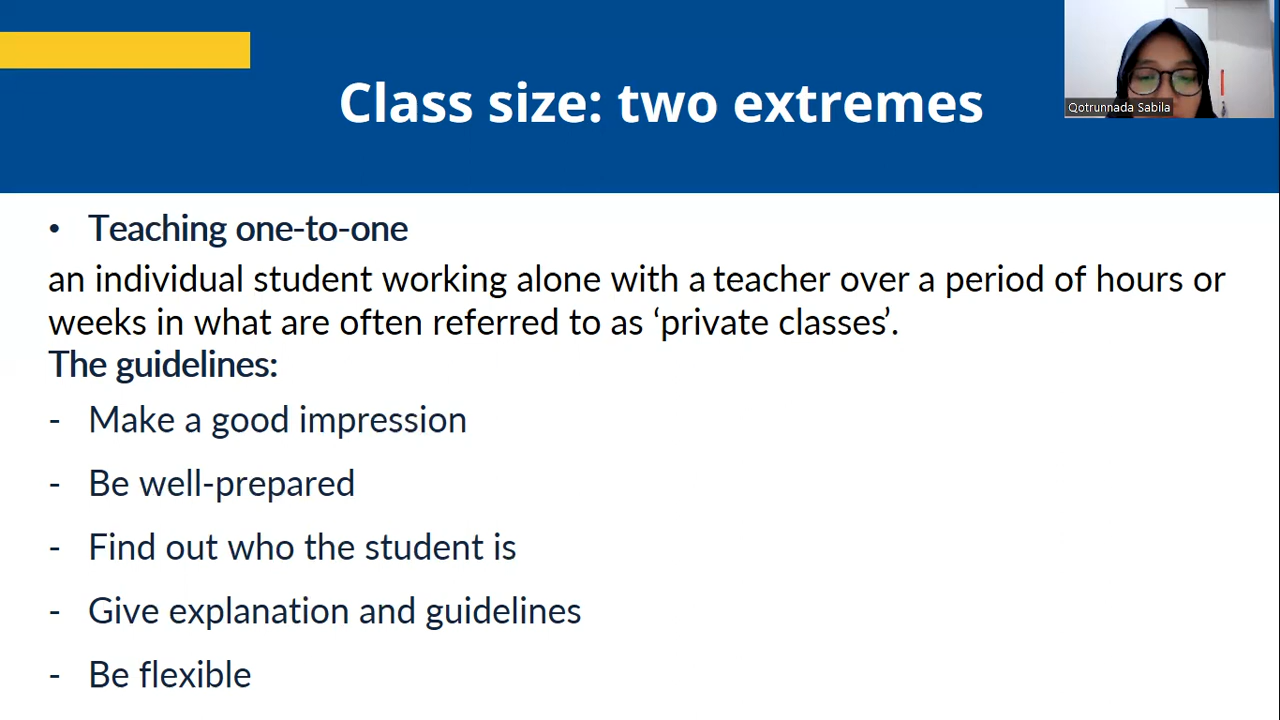 Class size: two extremes
Qotrunnada Sabila
• Teaching one-to-one
an individual student working alone with a teacher over a period of hours or
weeks in what are often referred to as ‘private classes’.
The guidelines:
- Make a good impression
- Be well-prepared
- Find out who the student is
- Give explanation and guidelines
- Be flexible